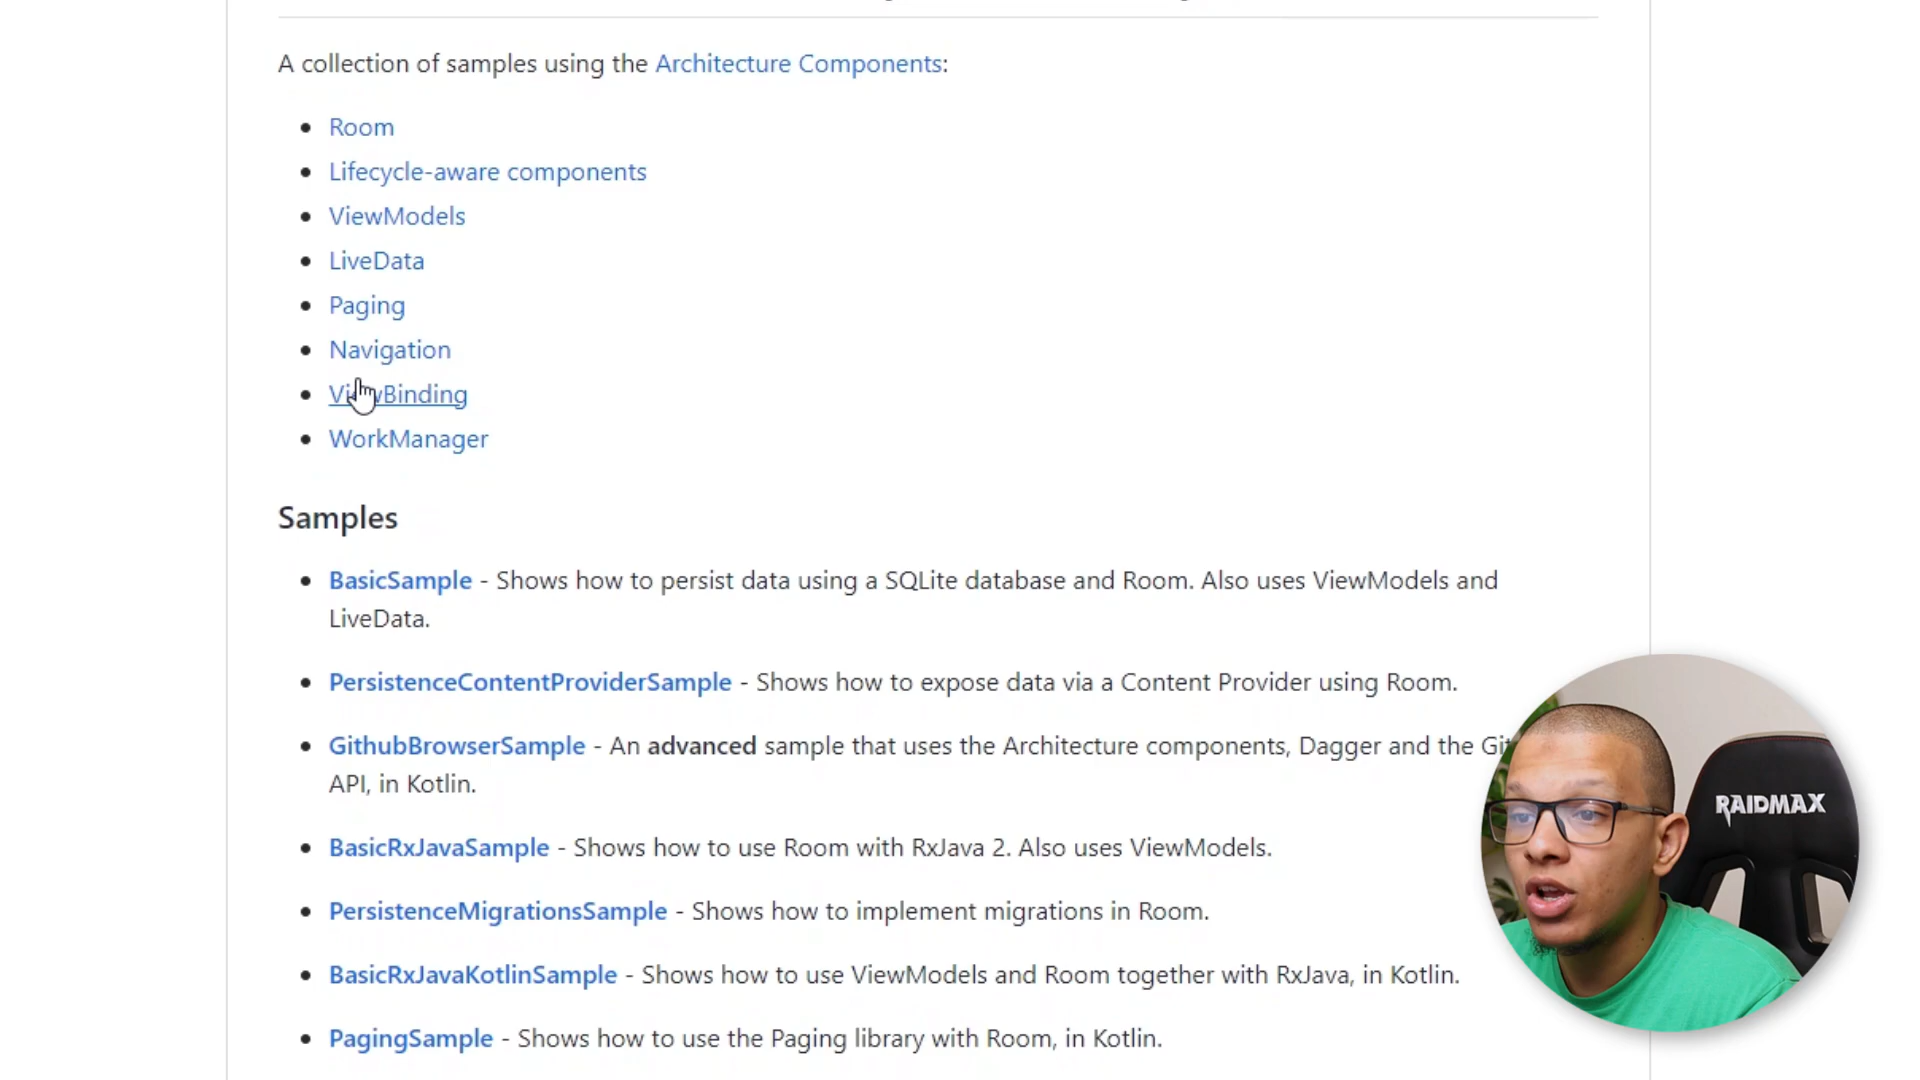 A collection of samples using the Architecture Components:
Room
Lifecycle-aware components
ViewModels
LiveData
Paging
Navigation
ViewBinding
WorkManager
Samples
BasicSample - Shows how to persist data using a SQLite database and Room. Also uses ViewModels and
LiveData.
PersistenceContentProviderSample - Shows how to expose data via a Content Provider using Room.
GithubBrowserSample - An advanced sample that uses the Architecture components, Dagger and the
API, in Kotlin.
BasicRxJavaSample - Shows how to use Room with RxJava 2. Also uses ViewModels.
RAIDMAX
PersistenceMigrationsSample - Shows how to implement migrations in Room.
BasicRxJavaKotlinSample - Shows how to use ViewModels and Room together with RxJava, in Kotlin.
PagingSample - Shows how to use the Paging library with Room, in Kotlin.